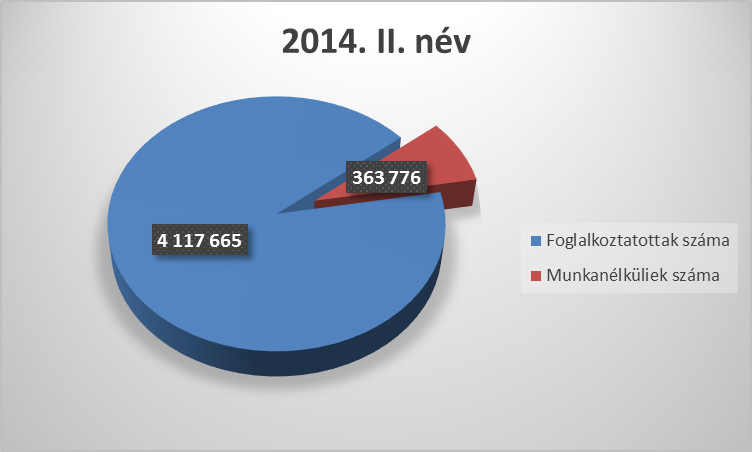 2014. II. név
363 776
4 117 665
Foglalkoztatottak száma
Munkanélküliek száma